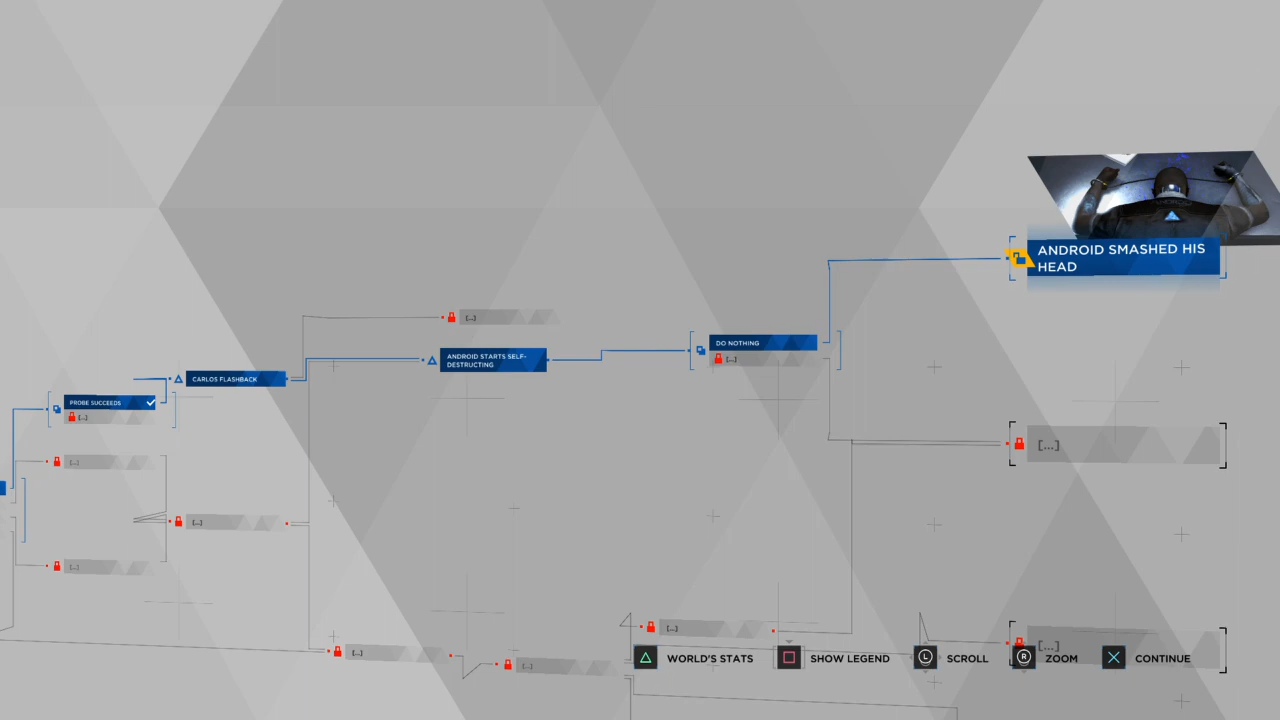 ANDROID SMASHED HIS
HEAD
[...]
DO NOTHING
[...]
ANDROID STARTS SELF-
DESTRUCTING
CARLOS FLASHBACK
PROBE SUCCEEDS
[...]
[...]
[...]
[...]
[...]
[...]
[...]
[...]
[...]
WORLD'S STATS
SHOW LEGEND
L
SCROLL
R
ZOOM
CONTINUE